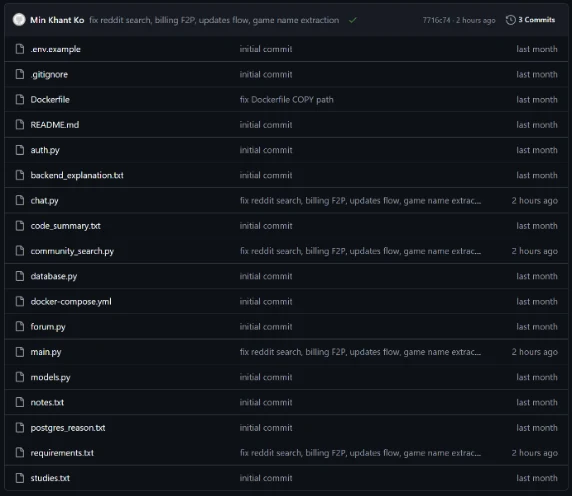 Min Khant Ko fix reddit search, billing F2P, updates flow, game name extraction 7716c74 · 2 hours ago 3 Commits
.env.example initial commit last month
.gitignore initial commit last month
Dockerfile fix Dockerfile COPY path last month
README.md initial commit last month
auth.py initial commit last month
backend_explanation.txt initial commit last month
chat.py fix reddit search, billing F2P, updates flow, game name extrac... 2 hours ago
code_summary.txt initial commit last month
community_search.py fix reddit search, billing F2P, updates flow, game name extrac... 2 hours ago
database.py initial commit last month
docker-compose.yml initial commit last month
forum.py initial commit last month
main.py fix reddit search, billing F2P, updates flow, game name extrac... 2 hours ago
models.py initial commit last month
notes.txt initial commit last month
postgres_reason.txt initial commit last month
requirements.txt fix reddit search, billing F2P, updates flow, game name extrac... 2 hours ago
studies.txt initial commit last month